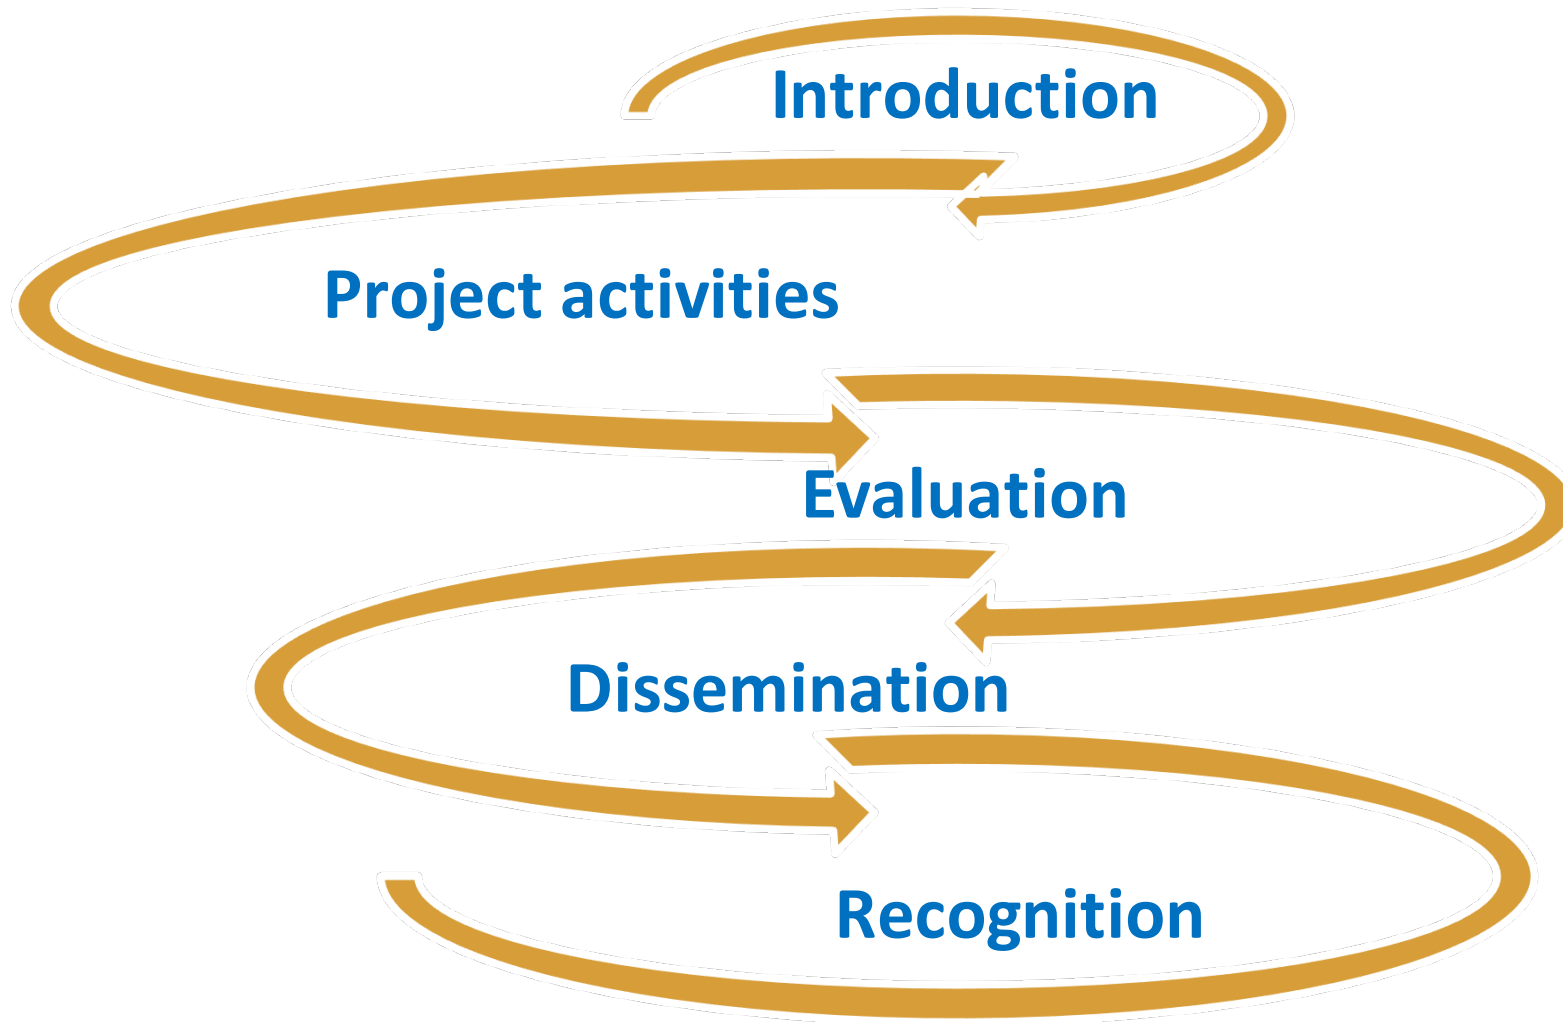 Introduction
Project activities
Evaluation
Dissemination
Recognition